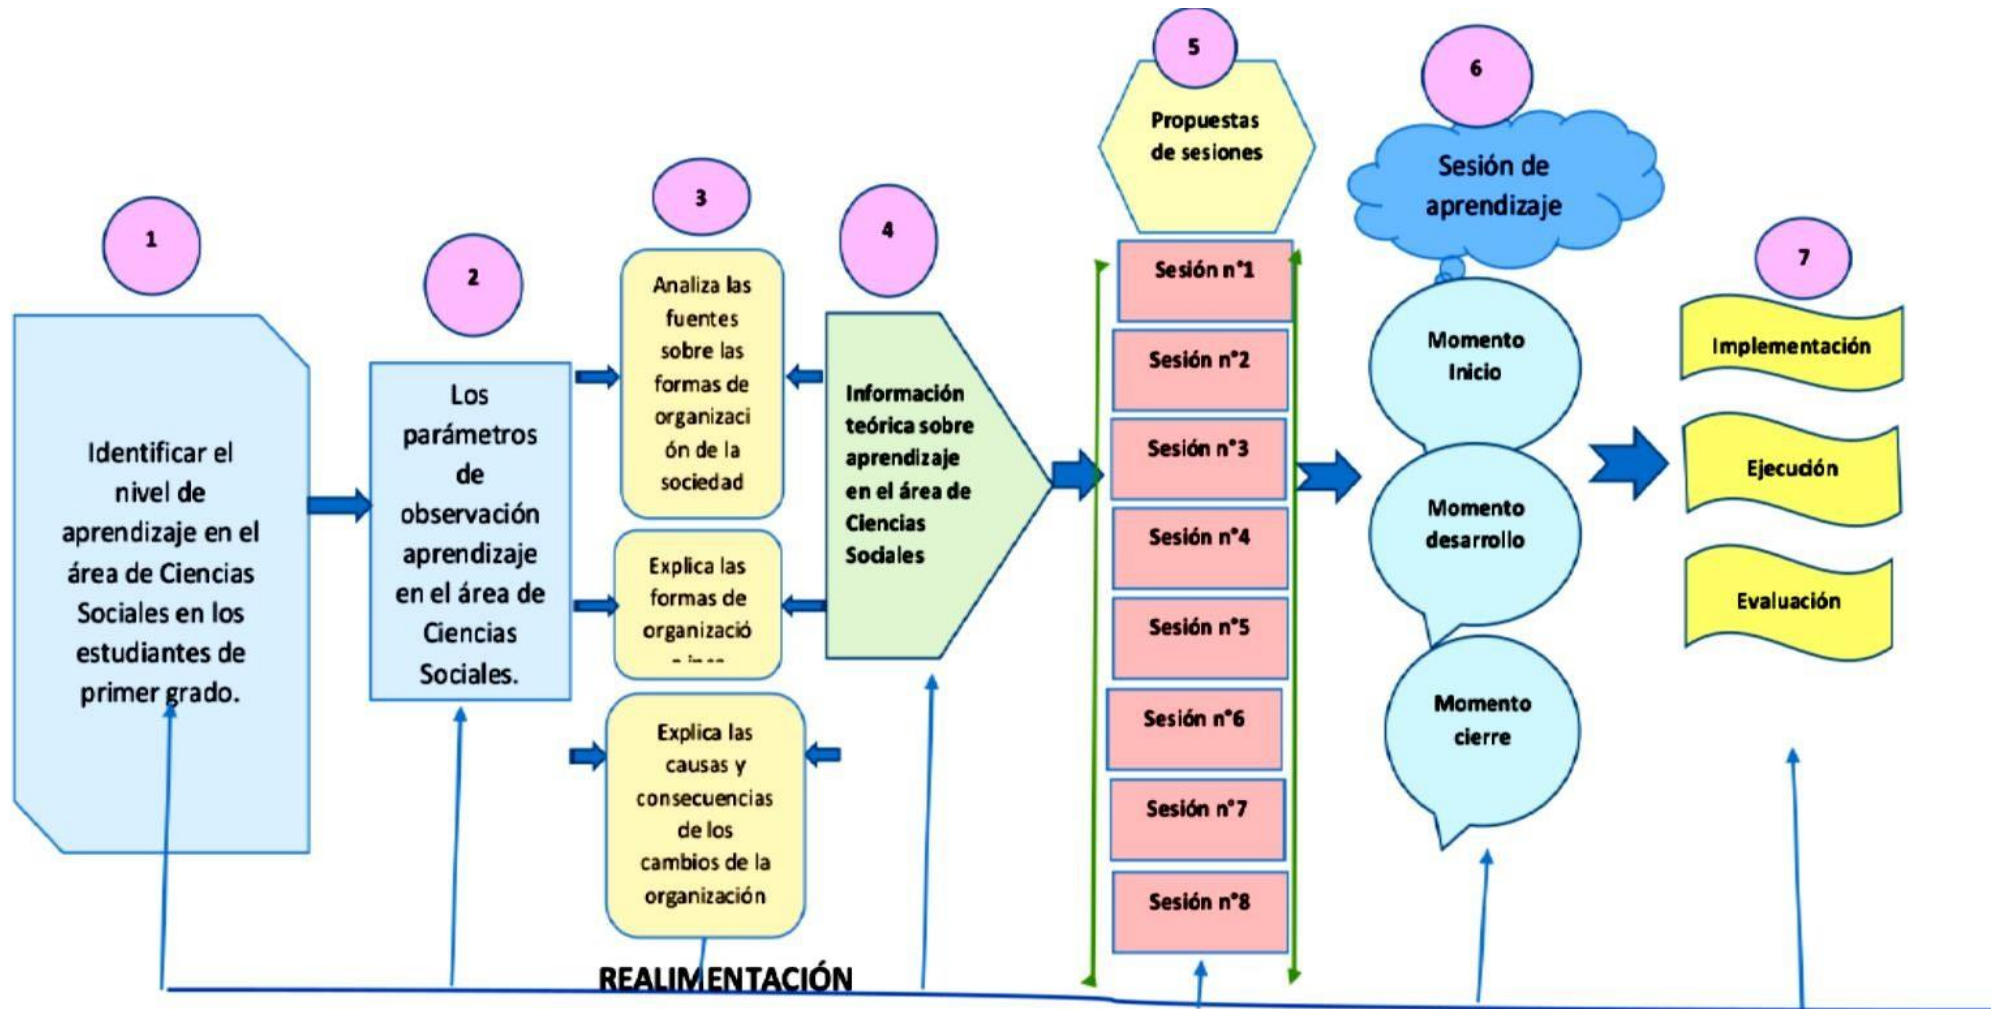 1
Identificar el
nivel de
aprendizaje en el
área de Ciencias
Sociales en los
estudiantes de
primer grado.
2
Los
parámetros
de
observación
aprendizaje
en el área de
Ciencias
Sociales.
3
Analiza las
fuentes
sobre las
formas de
organizaci
ón de la
sociedad
Explica las
formas de
organizació
Explica las
causas y
consecuencias
de los
cambios de la
organización
4
Información
teórica sobre
aprendizaje
en el área de
Ciencias
Sociales
5
Propuestas
de sesiones
Sesión n°1
Sesión n°2
Sesión n°3
Sesión n°4
Sesión n°5
Sesión n°6
Sesión n°7
Sesión n°8
6
Sesión de
aprendizaje
Momento
Inicio
Momento
desarrollo
Momento
cierre
7
Implementación
Ejecución
Evaluación
REALIMENTACIÓN